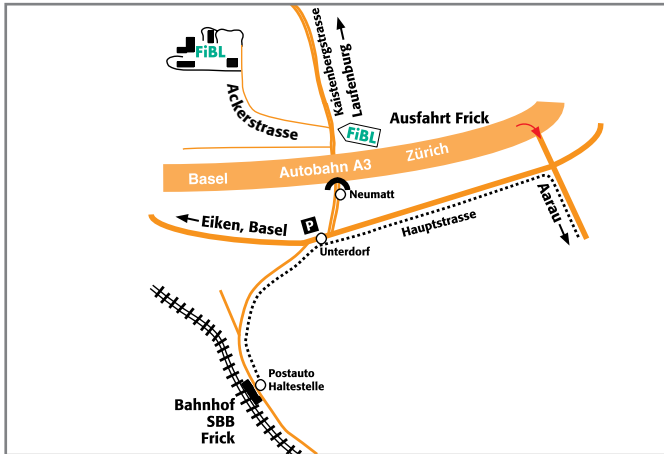 FiBL
Ackerstrasse
Kaistenbergstrasse
Laufenburg
FiBL
Ausfahrt Frick
Basel
Autobahn A3
Zürich
Neumatt
Aarau
P
Eiken, Basel
Hauptstrasse
Unterdorf
Postauto
Haltestelle
Bahnhof
SBB
Frick